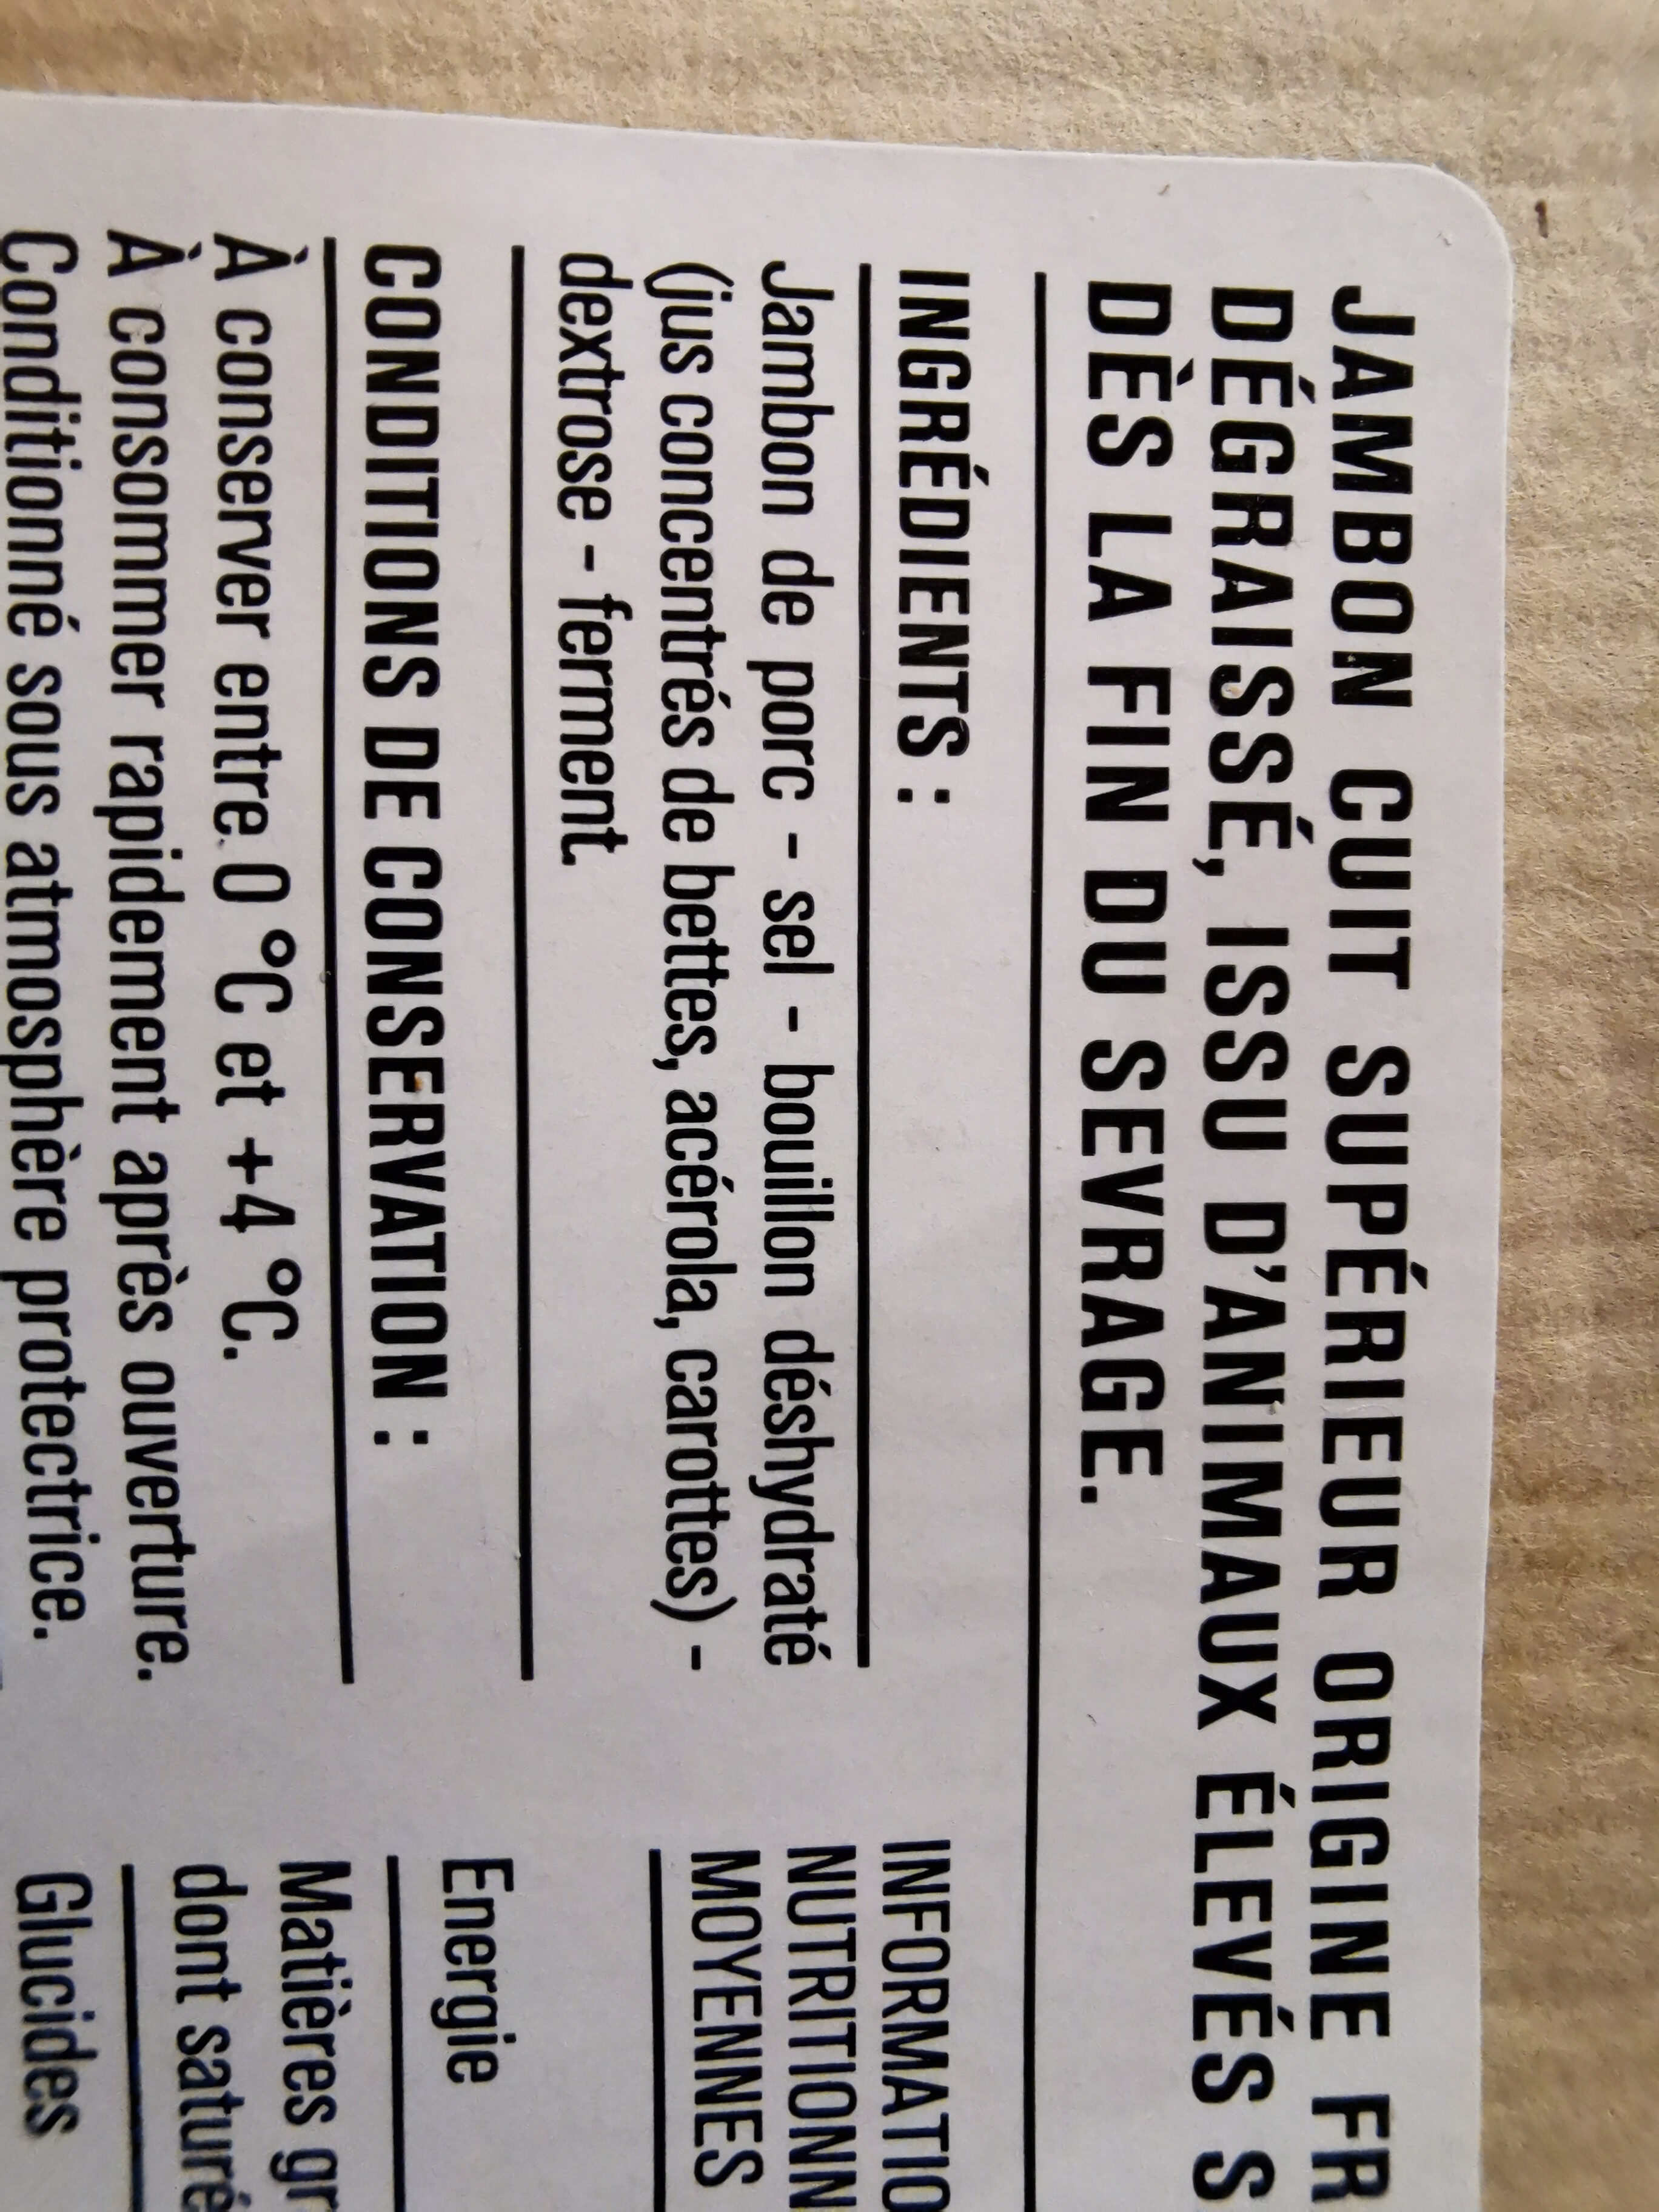 JAMBON CUIT SUPÉRIEUR ORIGINE FR
DÉGRAISSÉ, ISSU D'ANIMAUX ÉLEVÉS S
DÈS LA FIN DU SEVRAGE.
INGRÉDIENTS :
Jambon de porc - sel - bouillon déshydraté
(jus concentrés de bettes, acérola, carottes) -
dextrose - ferment.
CONDITIONS DE CONSERVATION :
À conserver entre 0 °C et +4 °C.
À consommer rapidement après ouverture.
Conditionné sous atmosphère protectrice.
INFORMATIO
NUTRITIONN
MOYENNES
Energie
Matières gr
dont saturé
Glucides